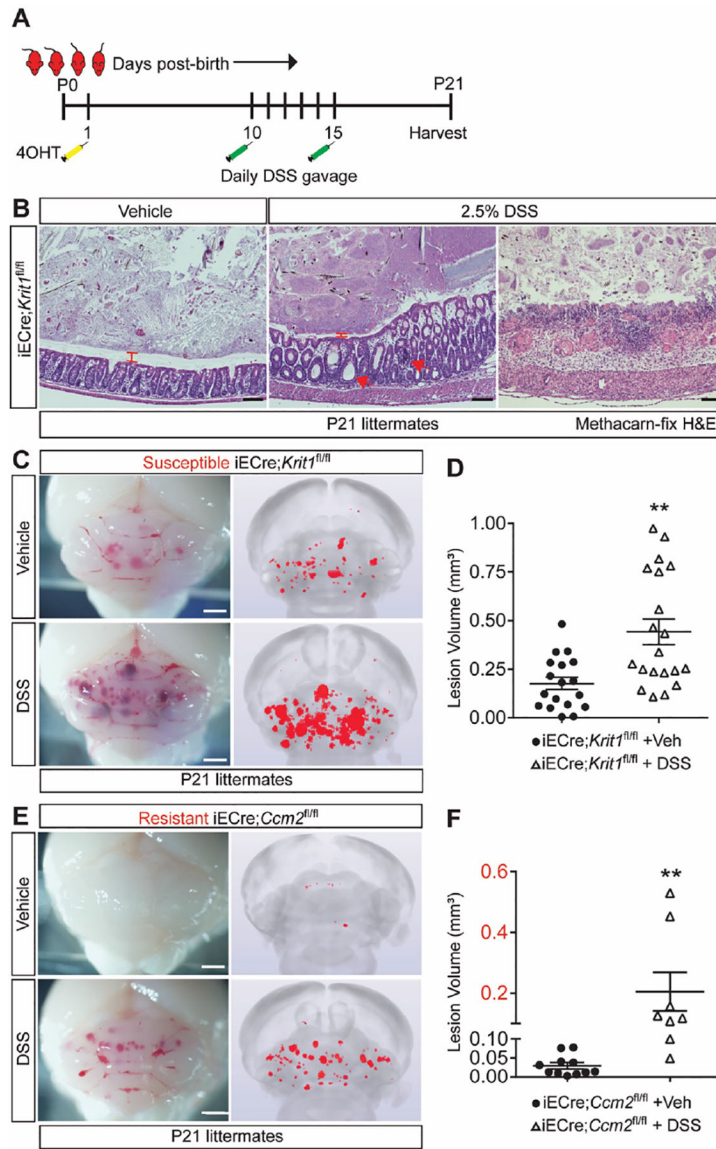 A
Days post-birth
P0
P21
1
10
15
Harvest
4OHT
Daily DSS gavage
B
Vehicle
2.5% DSS
iECre;Krit1fl/fl
P21 littermates
Methacarn-fix H&E
C
Susceptible iECre;Krit1fl/fl
Vehicle
DSS
P21 littermates
D
**
Lesion Volume (mm³)
1.00
0.75
0.50
0.25
0.00
iECre;Krit1fl/fl +Veh
iECre;Krit1fl/fl + DSS
E
Resistant iECre;Ccm2fl/fl
Vehicle
DSS
P21 littermates
F
**
Lesion Volume (mm³)
0.6
0.4
0.2
0.10
0.05
0.00
iECre;Ccm2fl/fl +Veh
iECre;Ccm2fl/fl + DSS